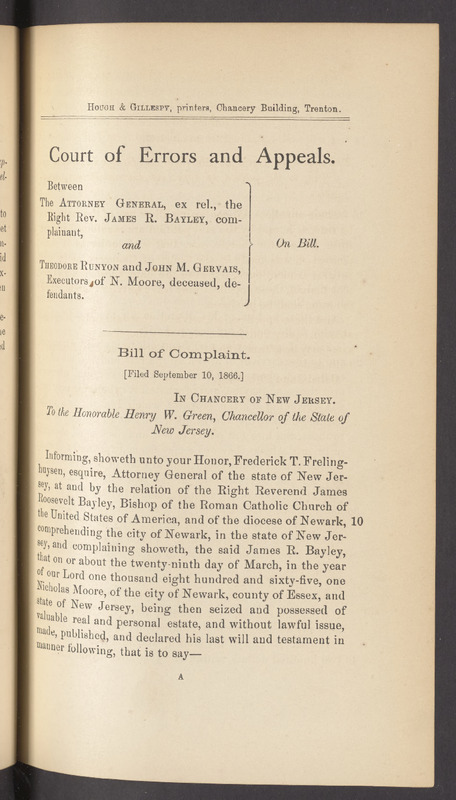 Hough & Gillespy, printers, Chancery Building, Trenton.
Court of Errors and Appeals.
Between
The Attorney General, ex rel., the
Right Rev. James R. Bayley, com-
plainant,
and
Theodore Runyon and John M. Gervais,
Executors of N. Moore, deceased, de-
fendants.
On Bill.
Bill of Complaint.
[Filed September 10, 1866.]
In Chancery of New Jersey.
To the Honorable Henry W. Green, Chancellor of the State of
New Jersey.
Informing, showeth unto your Honor, Frederick T. Freling-
huysen, esquire, Attorney General of the state of New Jer-
sey, at and by the relation of the Right Reverend James
Roosevelt Bayley, Bishop of the Roman Catholic Church of
the United States of America, and of the diocese of Newark, 10
comprehending the city of Newark, in the state of New Jer-
sey, and complaining showeth, the said James R. Bayley,
that on or about the twenty-ninth day of March, in the year
of our Lord one thousand eight hundred and sixty-five, one
Nicholas Moore, of the city of Newark, county of Essex, and
state of New Jersey, being then seized and possessed of
valuable real and personal estate, and without lawful issue,
made, published, and declared his last will and testament in
manner following, that is to say—
A